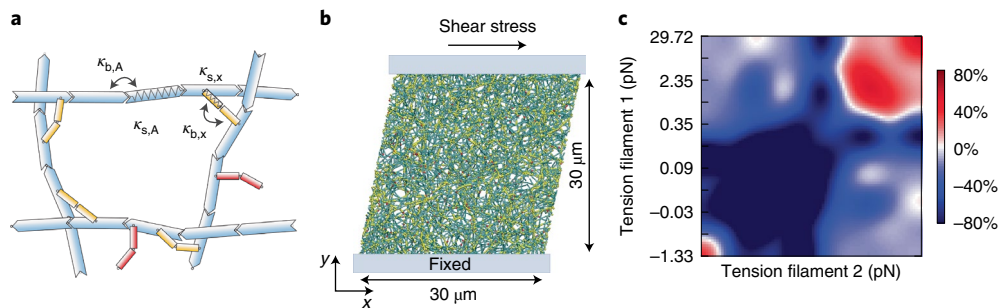 a
κb,A
κs,x
κs,A
κb,x
b
Shear stress
30 μm
Fixed
y
x
30 μm
c
Tension filament 1 (pN)
29.72
2.35
0.35
0.09
−0.03
−1.33
Tension filament 2 (pN)
80%
40%
0%
−40%
−80%